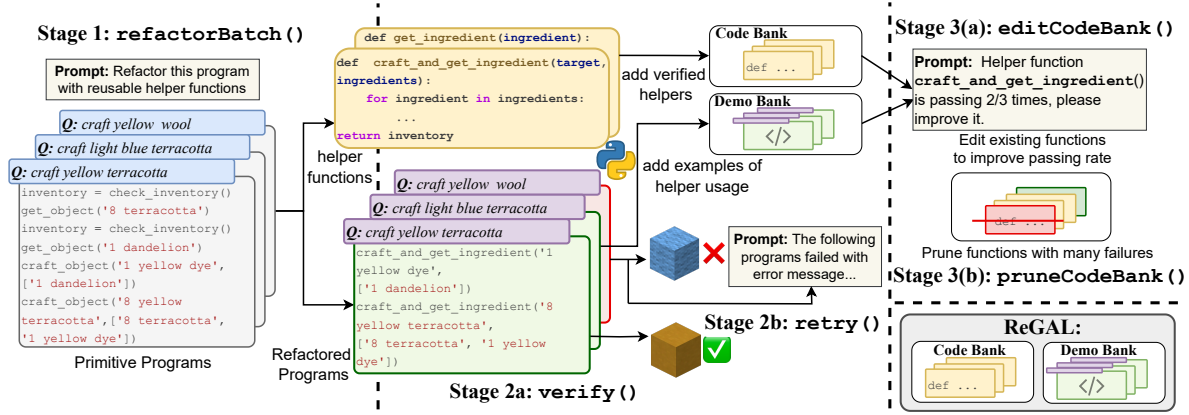 Stage 1: refactorBatch()
Prompt: Refactor this program
with reusable helper functions
Q: craft yellow wool
Q: craft light blue terracotta
Q: craft yellow terracotta
inventory = check_inventory()
get_object('8 terracotta')
inventory = check_inventory()
get_object('1 dandelion')
craft_object('1 yellow dye',
['1 dandelion'])
craft_object('8 yellow
terracotta',['8 terracotta',
'1 yellow dye'])
Primitive Programs
def get_ingredient(ingredient):
def craft_and_get_ingredient(target,
ingredients):
for ingredient in ingredients:
...
return inventory
helper
functions
Q: craft yellow wool
Q: craft light blue terracotta
Q: craft yellow terracotta
craft_and_get_ingredient('1
yellow dye',
['1 dandelion'])
craft_and_get_ingredient('8
yellow terracotta',
['8 terracotta', '1 yellow
dye'])
Refactored
Programs
Stage 2a: verify()
add verified
helpers
add examples of
helper usage
Code Bank
def ...
Demo Bank
</>
Prompt: The following
programs failed with
error message...
Stage 2b: retry()
Stage 3(a): editCodeBank()
Prompt: Helper function
craft_and_get_ingredient()
is passing 2/3 times, please
improve it.
Edit existing functions
to improve passing rate
def ...
Prune functions with many failures
Stage 3(b): pruneCodeBank()
ReGAL:
Code Bank
def ...
Demo Bank
</>